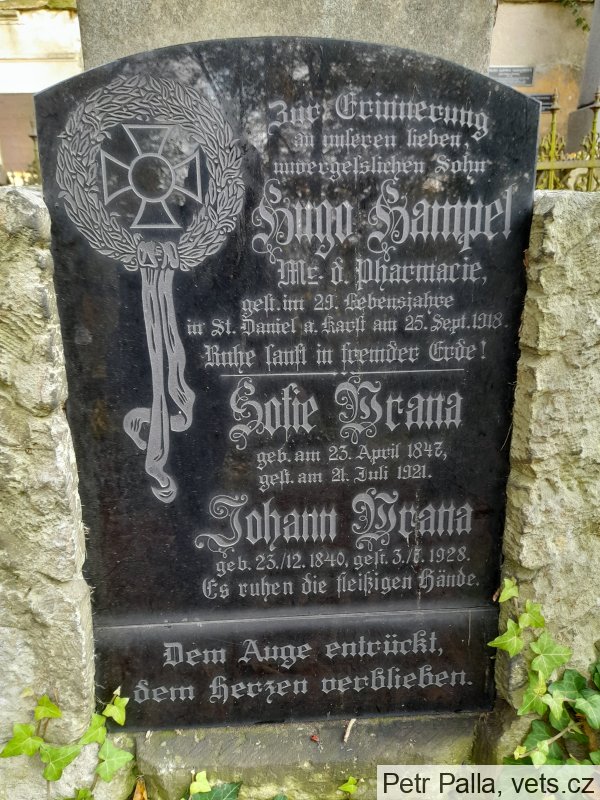 Zur Erinnerung
an unseren lieben,
unvergesslichen Sohn
Hugo Hampel
Mr. d. Pharmacie,
gest. im 29. Lebensjahre
in St. Daniel a. Karst am 25. Sept. 1918.
Ruhe sanft in fremder Erde!
Sofie Vrana
geb. am 23. April 1847,
gest. am 21. Juli 1921.
Johann Vrana
geb. 23./12. 1840, gest. 3./6. 1928.
Es ruhen die fleißigen Hände.
Dem Auge entrückt,
dem Herzen verblieben.
Petr Palla, vets.cz